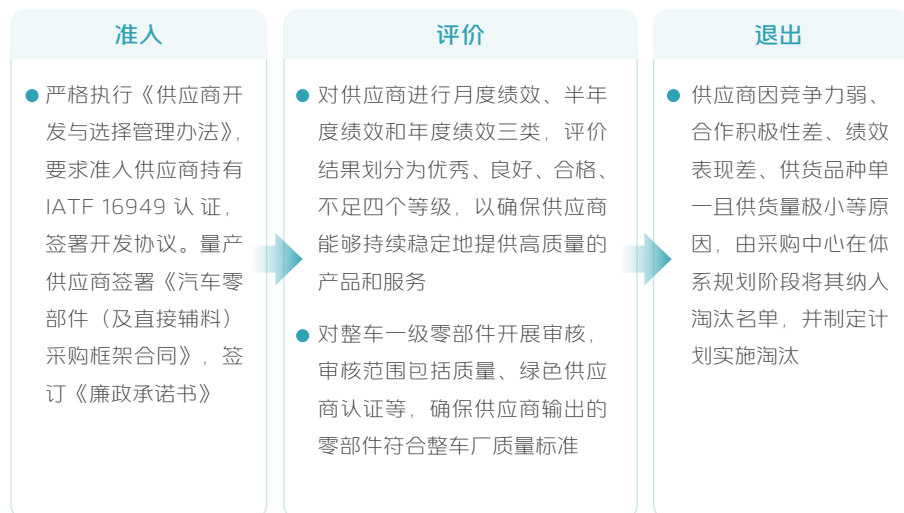 准入
严格执行《供应商开
发与选择管理办法》,
要求准入供应商持有
IATF 16949 认证,
签署开发协议。量产
供应商签署《汽车零
部件（及直接辅料）
采购框架合同》，签
订《廉政承诺书》
评价
对供应商进行月度绩效、半年
度绩效和年度绩效三类，评价
结果划分为优秀、良好、合格、
不足四个等级，以确保供应商
能够持续稳定地提供高质量的
产品和服务
对整车一级零部件开展审核，
审核范围包括质量、绿色供应
商认证等，确保供应商输出的
零部件符合整车厂质量标准
退出
供应商因竞争力弱、
合作积极性差、绩效
表现差、供货品种单
一且供货量极小等原
因，由采购中心在体
系规划阶段将其纳入
淘汰名单，并制定计
划实施淘汰